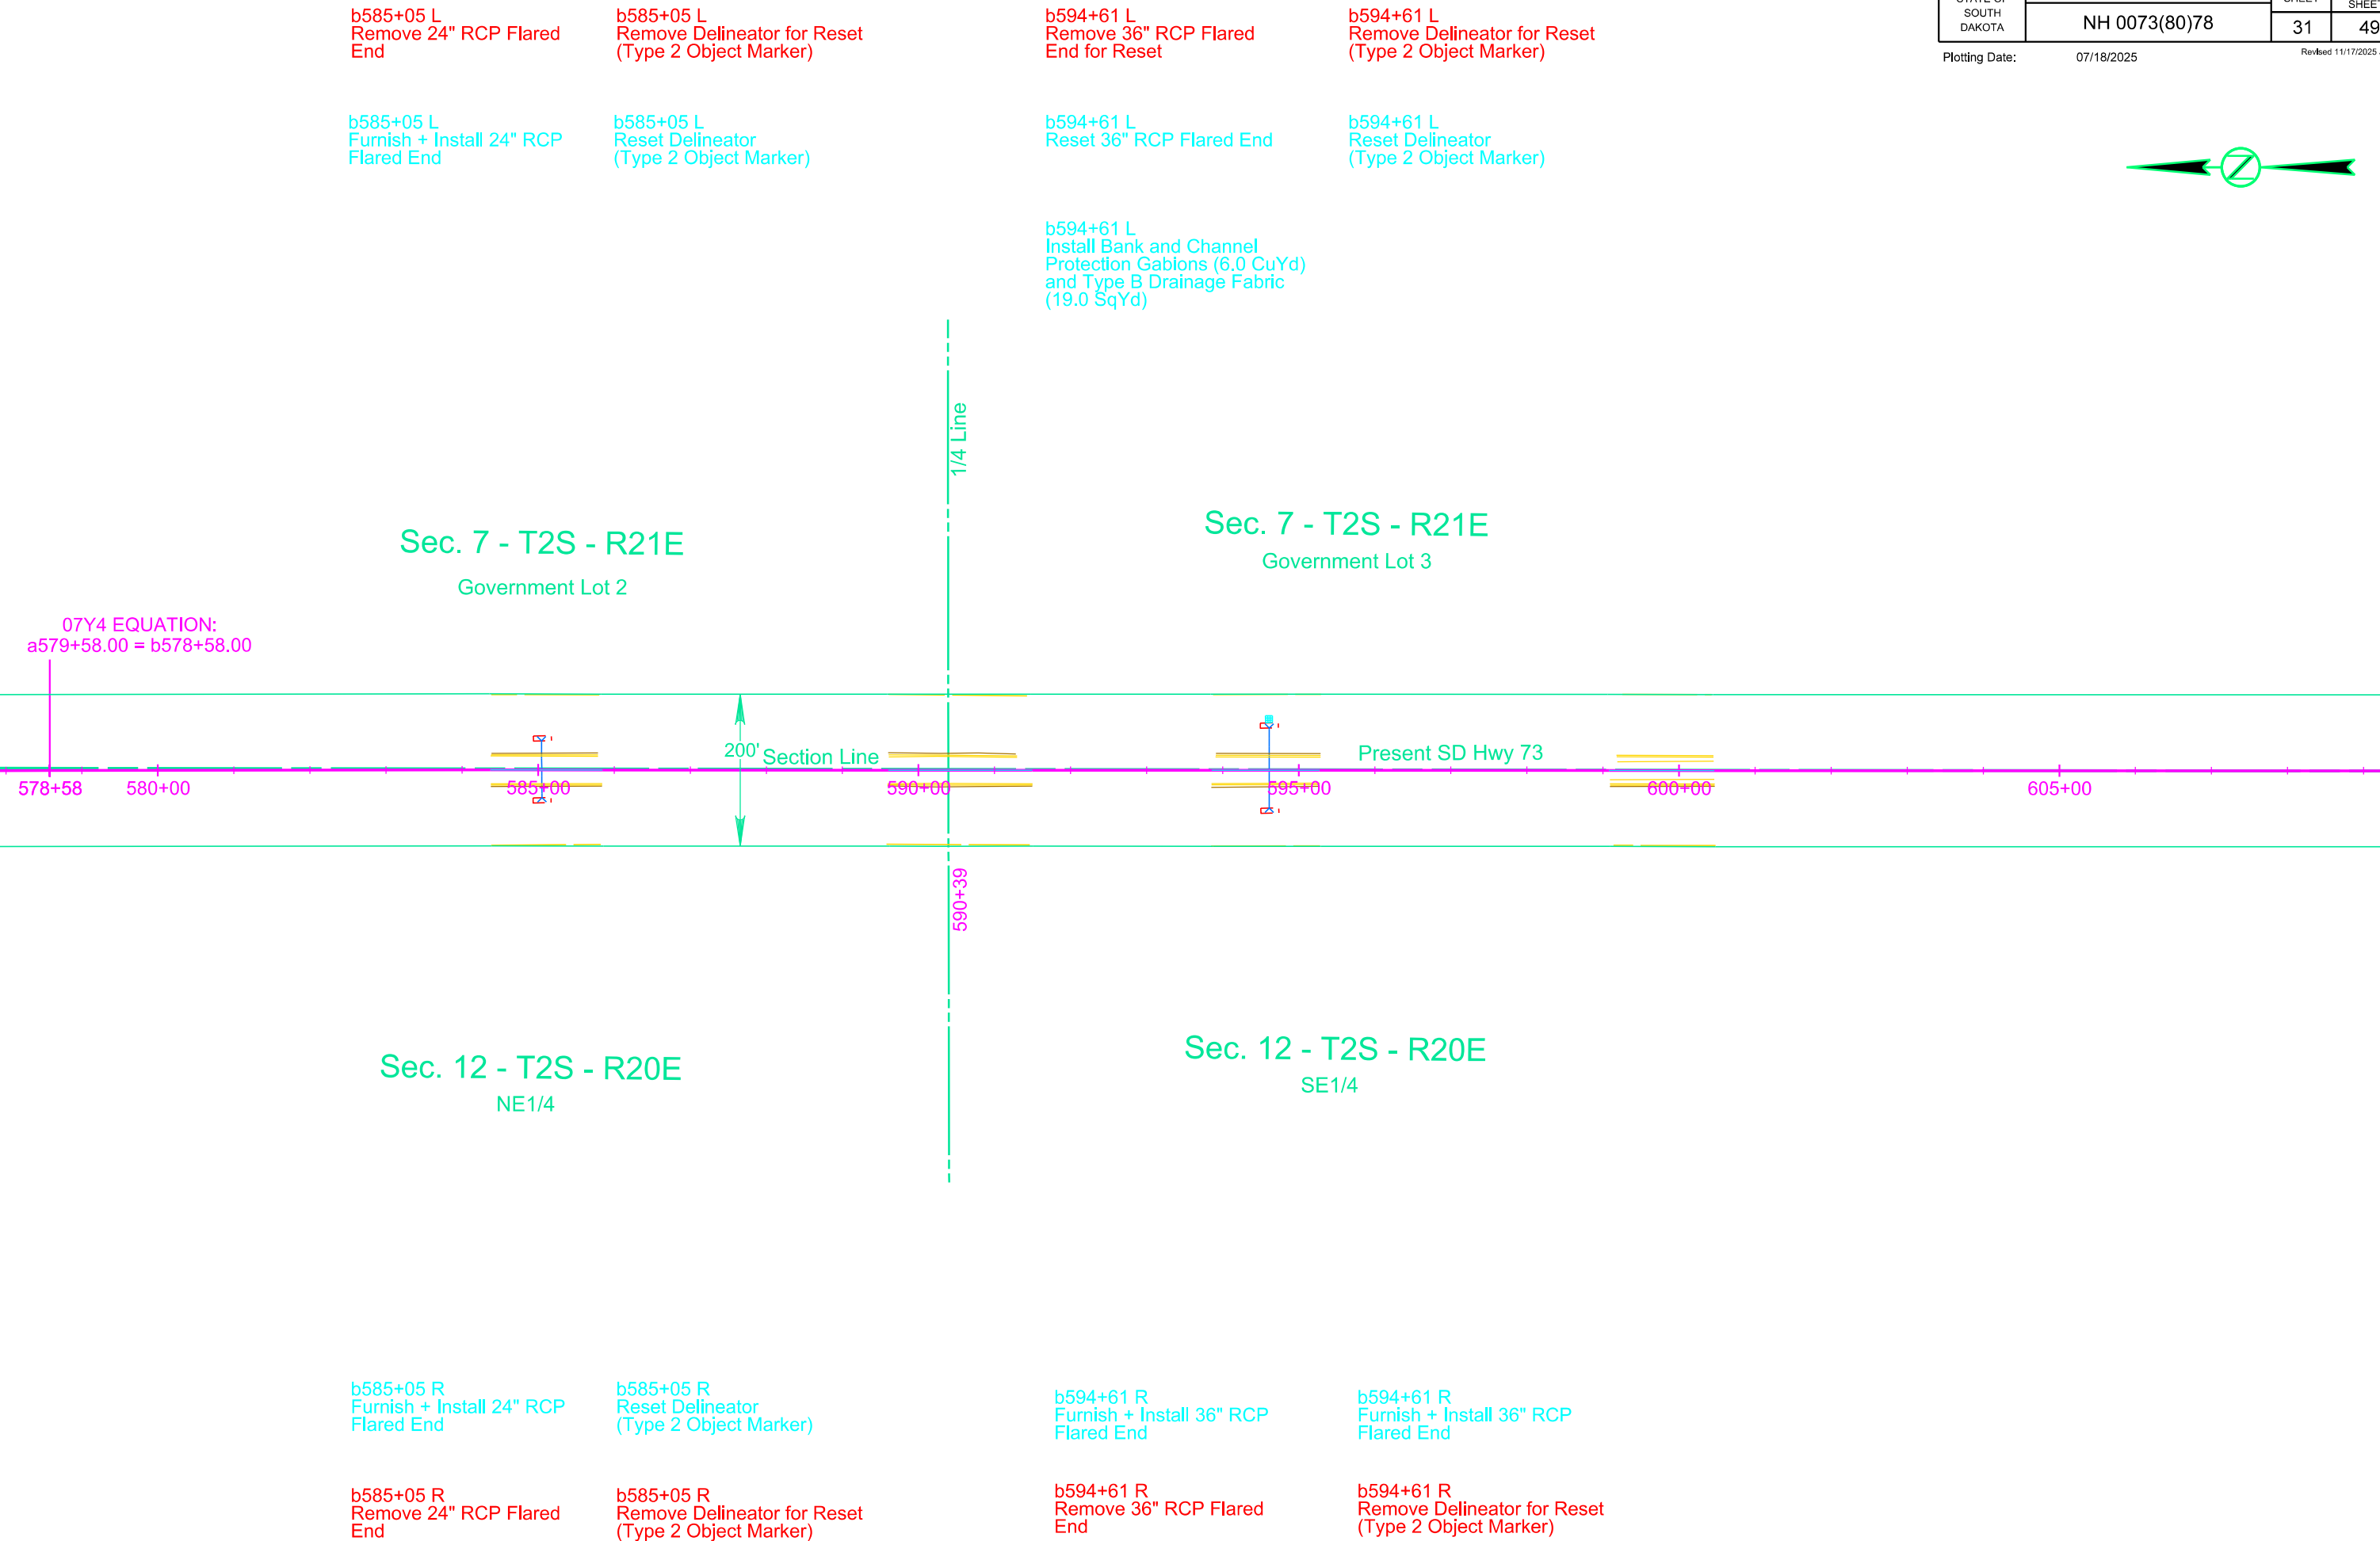 b585+05 L
Remove 24" RCP Flared
End
b585+05 L
Remove Delineator for Reset
(Type 2 Object Marker)
b594+61 L
Remove 36" RCP Flared
End for Reset
b594+61 L
Remove Delineator for Reset
(Type 2 Object Marker)
SOUTH
DAKOTA
NH 0073(80)78
SHEET
31
SHEET
49
Plotting Date:
07/18/2025
Revised 11/17/2025
b585+05 L
Furnish + Install 24" RCP
Flared End
b585+05 L
Reset Delineator
(Type 2 Object Marker)
b594+61 L
Reset 36" RCP Flared End
b594+61 L
Reset Delineator
(Type 2 Object Marker)
Z
b594+61 L
Install Bank and Channel
Protection Gabions (6.0 CuYd)
and Type B Drainage Fabric
(19.0 SqYd)
1/4 Line
Sec. 7 - T2S - R21E
Government Lot 2
Sec. 7 - T2S - R21E
Government Lot 3
07Y4 EQUATION:
a579+58.00 = b578+58.00
200'
Section Line
Present SD Hwy 73
578+58
580+00
585+00
590+00
595+00
600+00
605+00
590+39
Sec. 12 - T2S - R20E
NE1/4
Sec. 12 - T2S - R20E
SE1/4
b585+05 R
Furnish + Install 24" RCP
Flared End
b585+05 R
Reset Delineator
(Type 2 Object Marker)
b594+61 R
Furnish + Install 36" RCP
Flared End
b594+61 R
Furnish + Install 36" RCP
Flared End
b585+05 R
Remove 24" RCP Flared
End
b585+05 R
Remove Delineator for Reset
(Type 2 Object Marker)
b594+61 R
Remove 36" RCP Flared
End
b594+61 R
Remove Delineator for Reset
(Type 2 Object Marker)